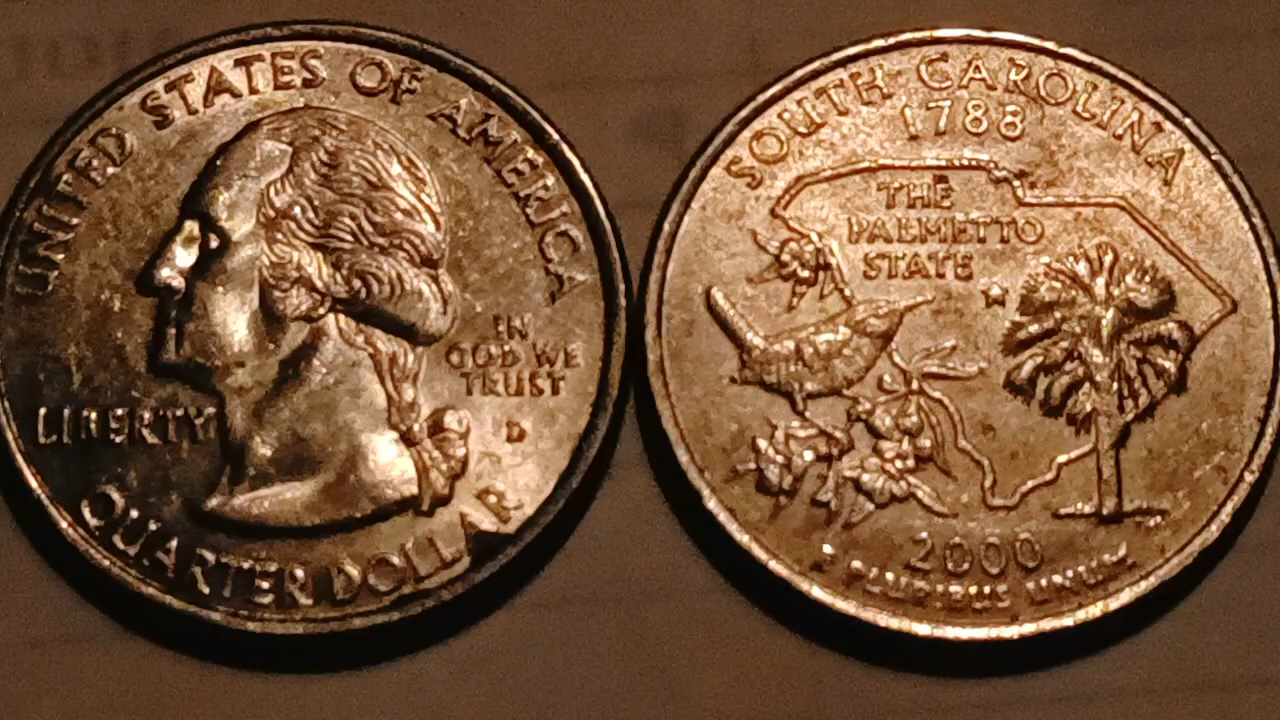 UNITED STATES OF AMERICA
LIBERTY
IN
GOD WE
TRUST
D
QUARTER DOLLAR
SOUTH CAROLINA
1788
THE
PALMETTO
STATE
2000
E PLURIBUS UNUM